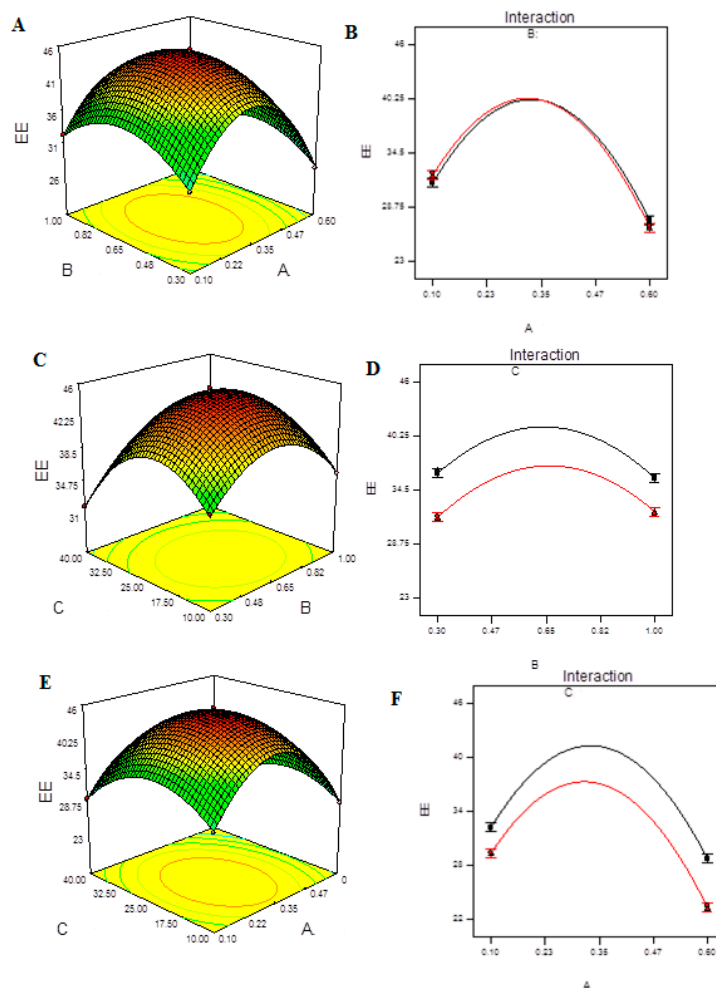 A
46
41
36
31
26
EE
1.00
0.82
0.65
0.48
0.30
B
0.60
0.47
0.35
0.22
0.10
A
B
Interaction
B:
46
40.25
34.5
28.75
23
EE
0.10
0.23
0.35
0.47
0.60
A
C
46
42.25
38.5
34.75
31
EE
40.00
32.50
25.00
17.50
10.00
C
1.00
0.82
0.65
0.48
0.30
B
D
Interaction
C
46
40.25
34.5
28.75
23
EE
0.30
0.47
0.65
0.82
1.00
B
E
46
40.25
34.5
28.75
23
EE
40.00
32.50
25.00
17.50
10.00
C
0
0.47
0.35
0.22
0.10
A
F
Interaction
C
46
40
34
28
22
EE
0.10
0.23
0.35
0.47
0.60
A